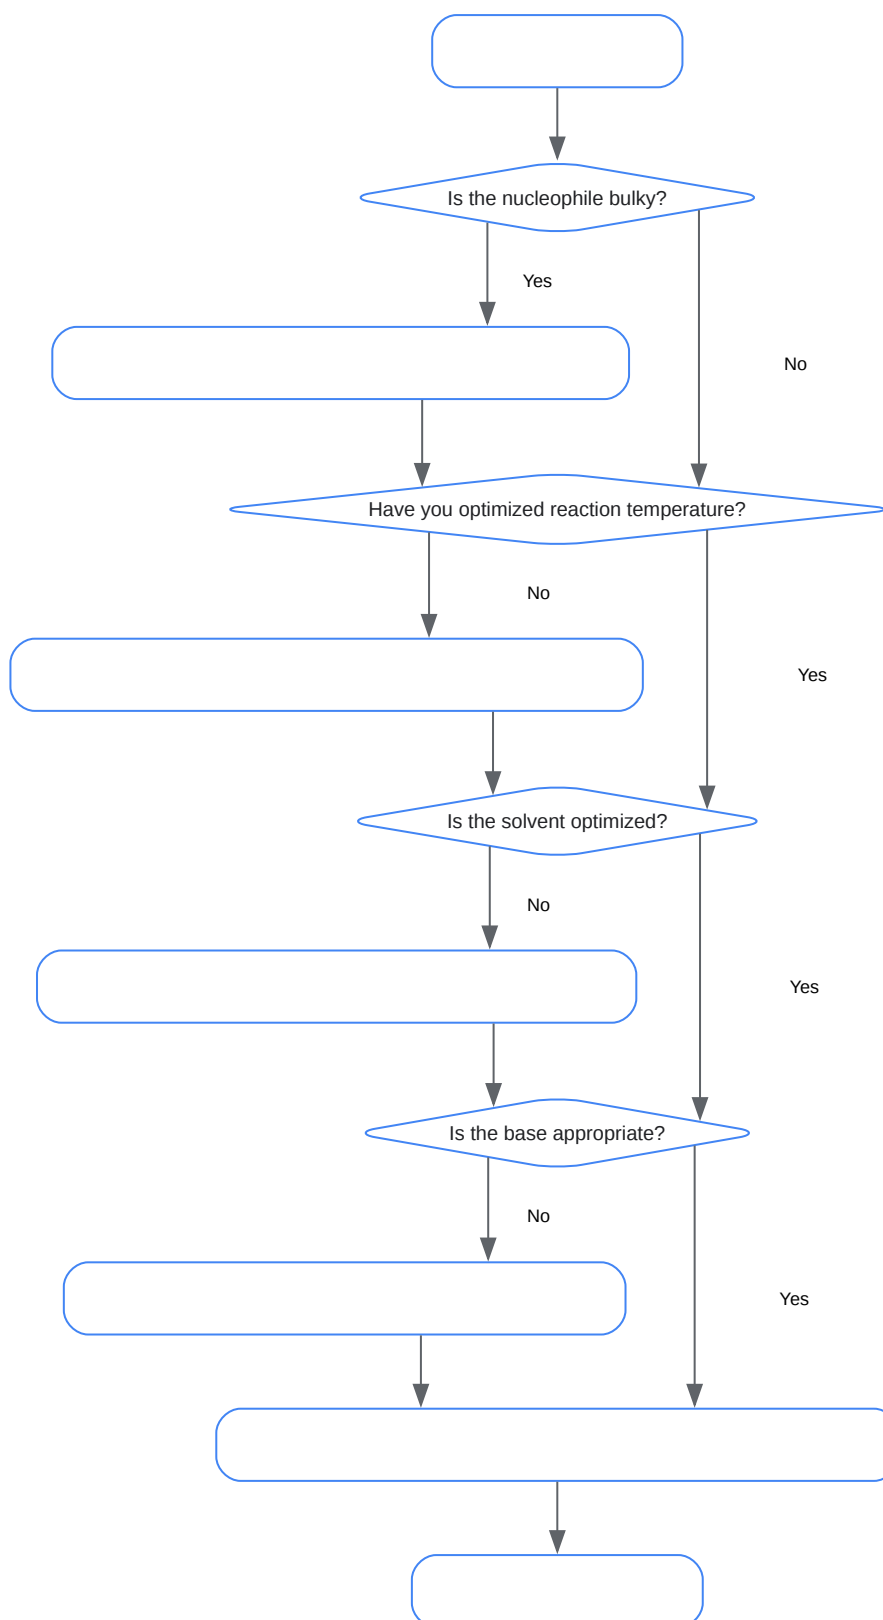 Is the nucleophile bulky?
Yes
No
Have you optimized reaction temperature?
No
Yes
Is the solvent optimized?
No
Yes
Is the base appropriate?
No
Yes